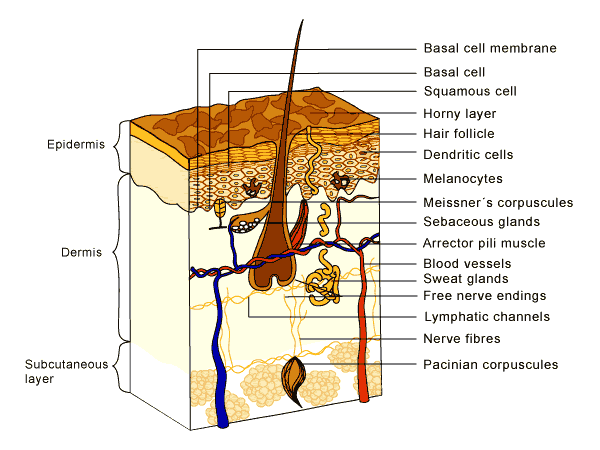 Basal cell membrane
Basal cell
Squamous cell
Horny layer
Hair follicle
Dendritic cells
Melanocytes
Meissner´s corpuscules
Sebaceous glands
Arrector pili muscle
Blood vessels
Sweat glands
Free nerve endings
Lymphatic channels
Nerve fibres
Pacinian corpuscules
Epidermis
Dermis
Subcutaneous
layer